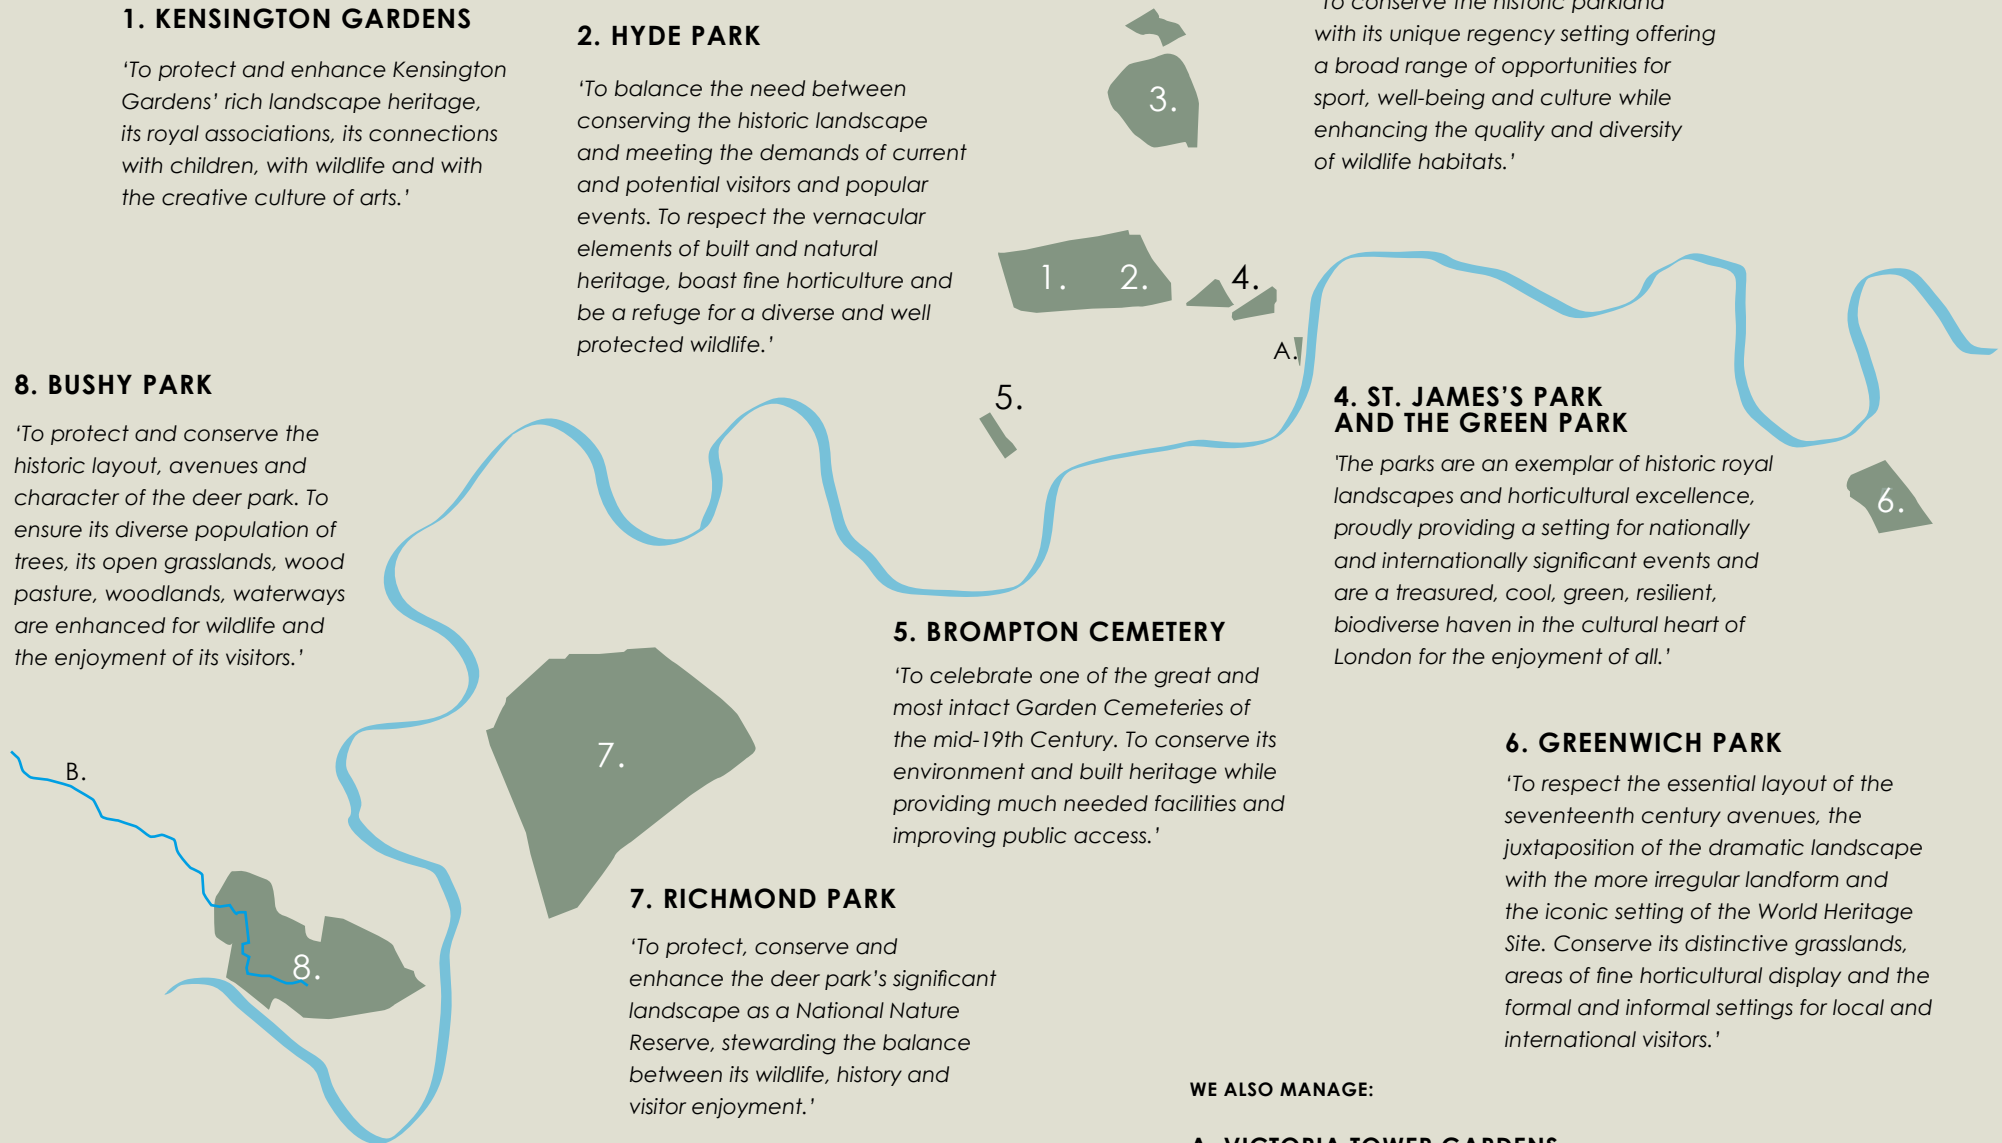 1. KENSINGTON GARDENS
‘To protect and enhance Kensington
Gardens’ rich landscape heritage,
its royal associations, its connections
with children, with wildlife and with
the creative culture of arts.’
2. HYDE PARK
‘To balance the need between
conserving the historic landscape
and meeting the demands of current
and potential visitors and popular
events. To respect the vernacular
elements of built and natural
heritage, boast fine horticulture and
be a refuge for a diverse and well
protected wildlife.’
‘To conserve the historic parkland
with its unique regency setting offering
a broad range of opportunities for
sport, well-being and culture while
enhancing the quality and diversity
of wildlife habitats.’
3.
1.
2.
4.
A.
5.
6.
7.
B.
8.
8. BUSHY PARK
‘To protect and conserve the
historic layout, avenues and
character of the deer park. To
ensure its diverse population of
trees, its open grasslands, wood
pasture, woodlands, waterways
are enhanced for wildlife and
the enjoyment of its visitors.’
4. ST. JAMES’S PARK
AND THE GREEN PARK
'The parks are an exemplar of historic royal
landscapes and horticultural excellence,
proudly providing a setting for nationally
and internationally significant events and
are a treasured, cool, green, resilient,
biodiverse haven in the cultural heart of
London for the enjoyment of all.’
5. BROMPTON CEMETERY
‘To celebrate one of the great and
most intact Garden Cemeteries of
the mid-19th Century. To conserve its
environment and built heritage while
providing much needed facilities and
improving public access.’
6. GREENWICH PARK
‘To respect the essential layout of the
seventeenth century avenues, the
juxtaposition of the dramatic landscape
with the more irregular landform and
the iconic setting of the World Heritage
Site. Conserve its distinctive grasslands,
areas of fine horticultural display and the
formal and informal settings for local and
international visitors.’
7. RICHMOND PARK
‘To protect, conserve and
enhance the deer park’s significant
landscape as a National Nature
Reserve, stewarding the balance
between its wildlife, history and
visitor enjoyment.’
WE ALSO MANAGE:
A. VICTORIA TOWER GARDENS